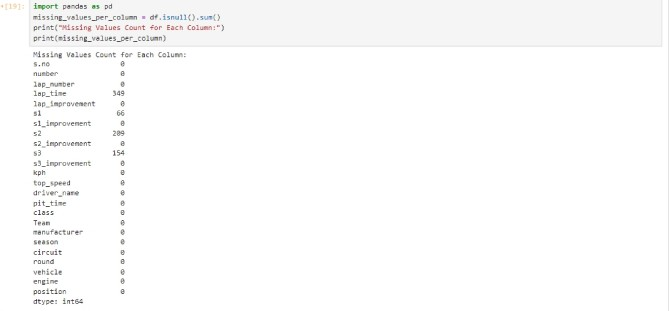 [19]: import pandas as pd
missing_values_per_column = df.isnull().sum()
print("Missing Values Count for Each Column:")
print(missing_values_per_column)
Missing Values Count for Each Column:
s.no 0
number 0
lap_number 0
lap_time 349
lap_improvement 0
s1 66
s1_improvement 0
s2 209
s2_improvement 0
s3 154
s3_improvement 0
kph 0
top_speed 0
driver_name 0
pit_time 0
class 0
Team 0
manufacturer 0
season 0
circuit 0
round 0
vehicle 0
engine 0
position 0
dtype: int64